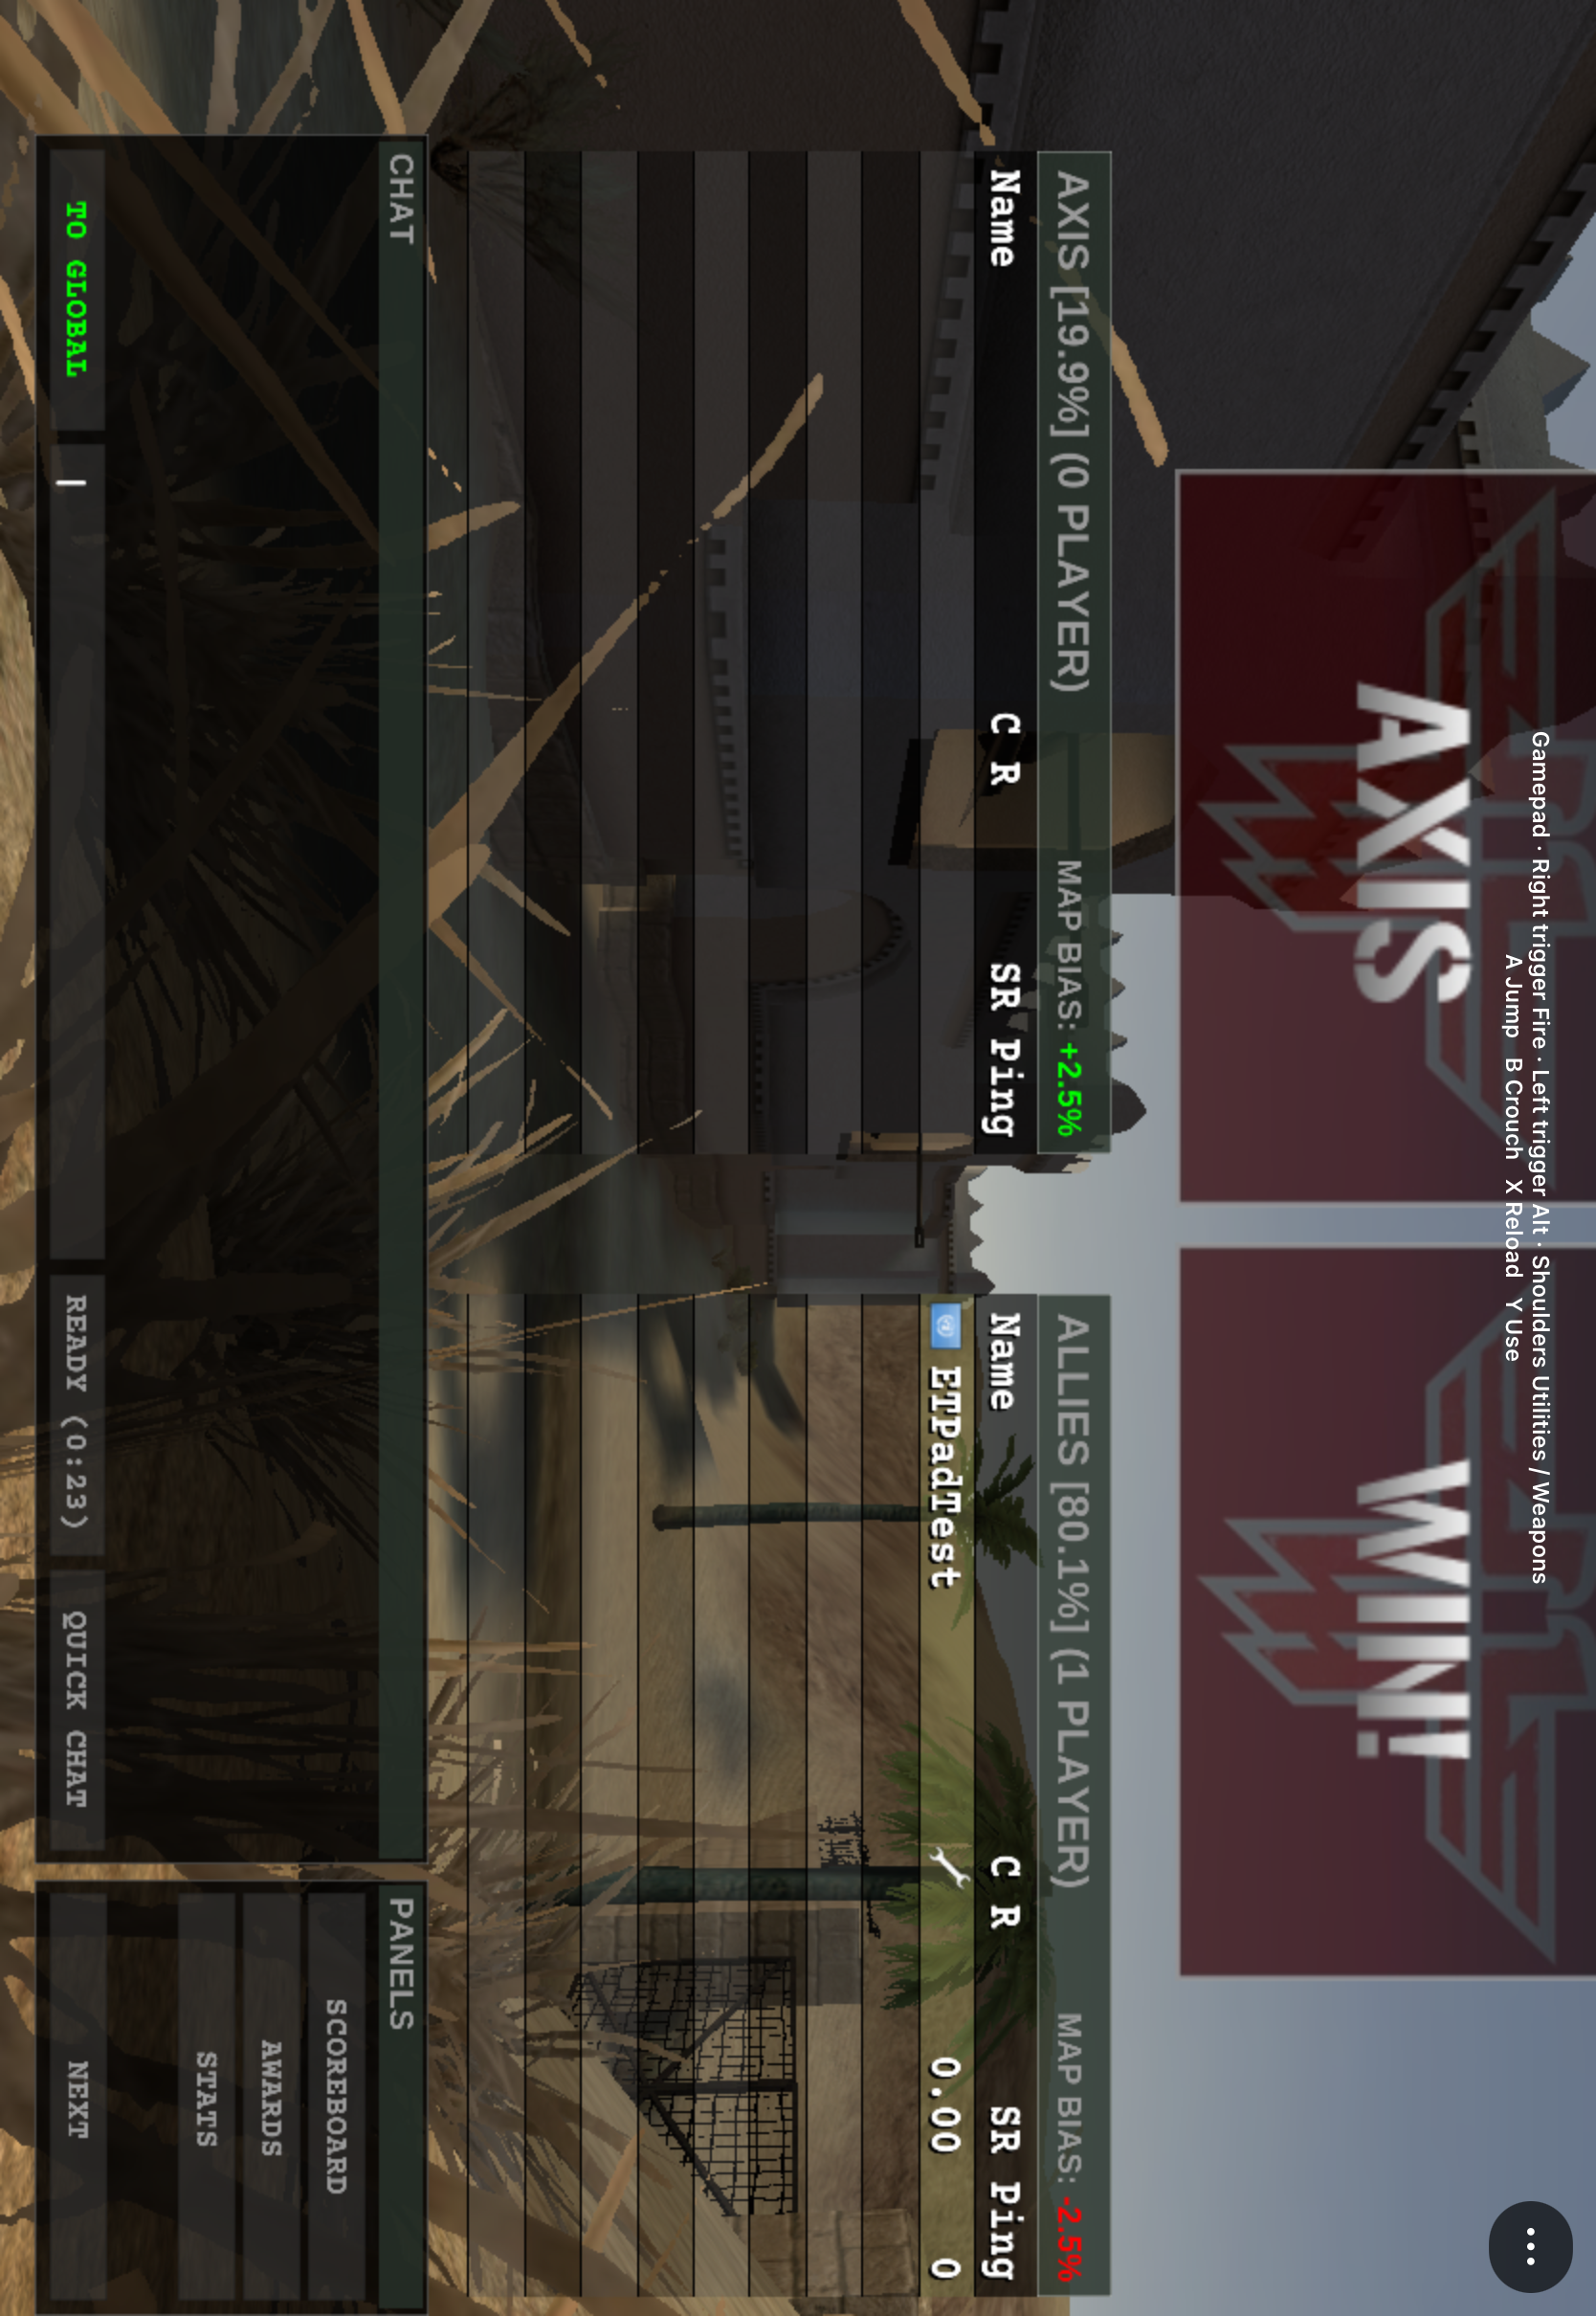 Gamepad · Right trigger Fire · Left trigger Alt · Shoulders Utilities / Weapons
A Jump B Crouch X Reload Y Use
AXIS WIN!
AXIS [19.9%] (0 PLAYER) MAP BIAS: +2.5%
Name C R SR Ping
ALLIES [80.1%] (1 PLAYER) MAP BIAS: -2.5%
Name C R SR Ping
ETPadTest 0.00 0
CHAT
TO GLOBAL
READY (0:23)
QUICK CHAT
PANELS
SCOREBOARD
AWARDS
STATS
NEXT